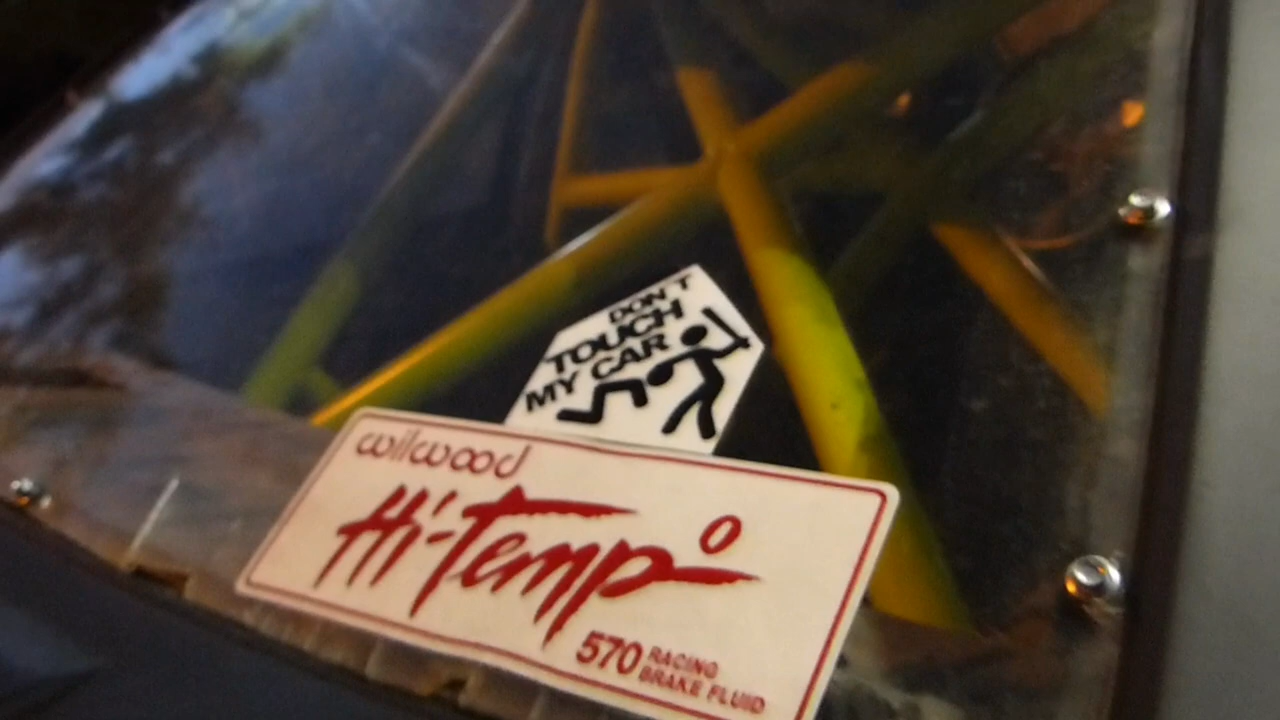 DON'T
TOUCH
MY CAR
wilwood
Hi-Temp°
570 RACING
BRAKE FLUID